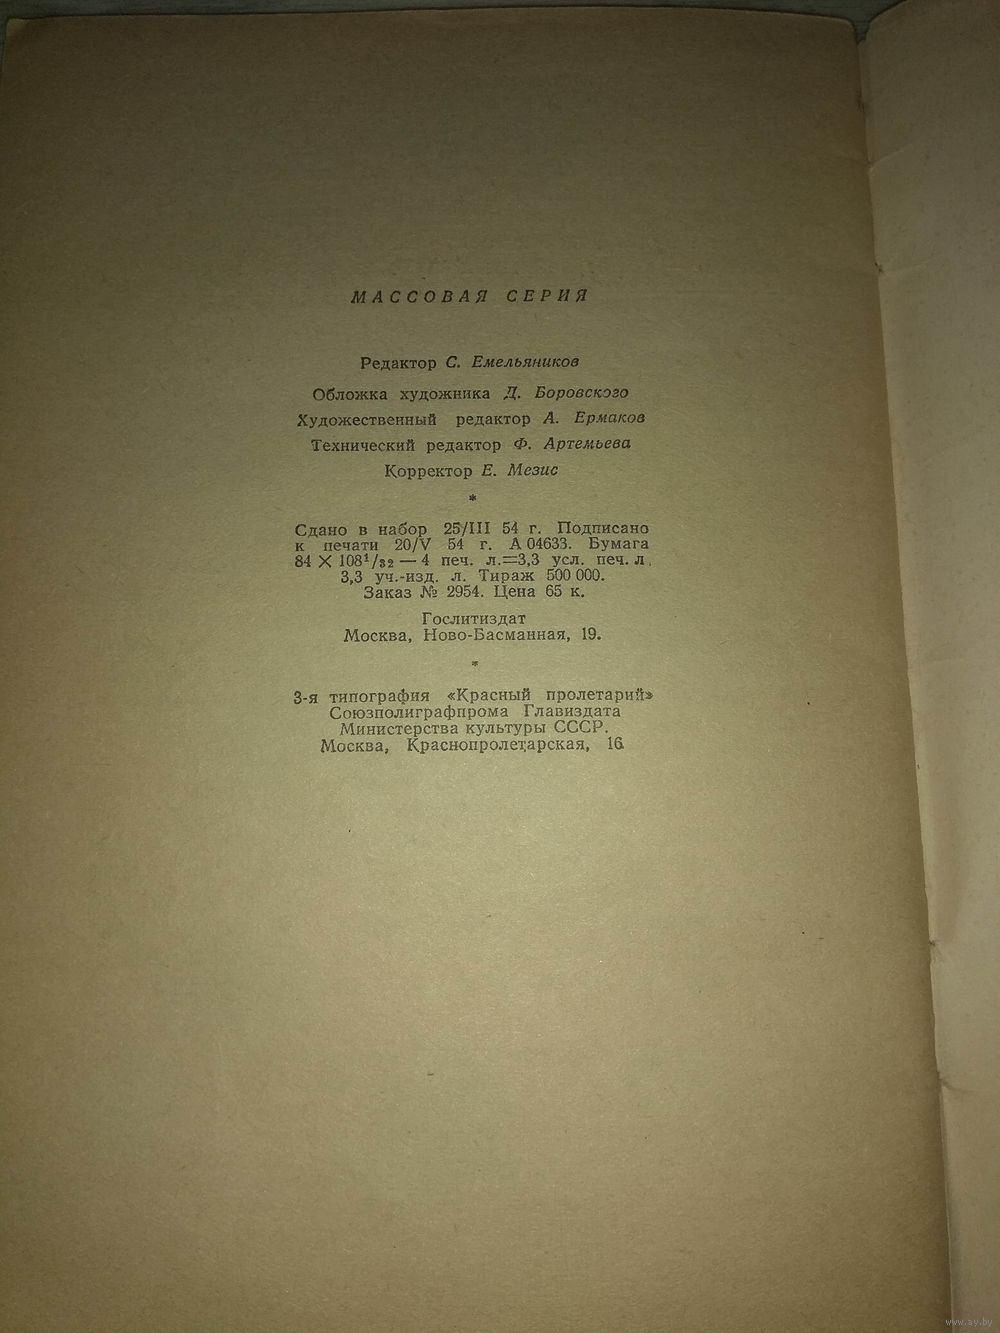 МАССОВАЯ СЕРИЯ
Редактор С. Емельяников
Обложка художника Д. Боровского
Художественный редактор А. Ермаков
Технический редактор Ф. Артемьева
Корректор Е. Мезис
*
Сдано в набор 25/III 54 г. Подписано
к печати 20/V 54 г. А 04633. Бумага
84 × 108¹/₃₂ — 4 печ. л.=3,3 усл. печ. л.
3,3 уч.-изд. л. Тираж 500 000.
Заказ № 2954. Цена 65 к.
Гослитиздат
Москва, Ново-Басманная, 19.
*
3-я типография «Красный пролетарий»
Союзполиграфпрома Главиздата
Министерства культуры СССР.
Москва, Краснопролетарская, 16
www.ay.by